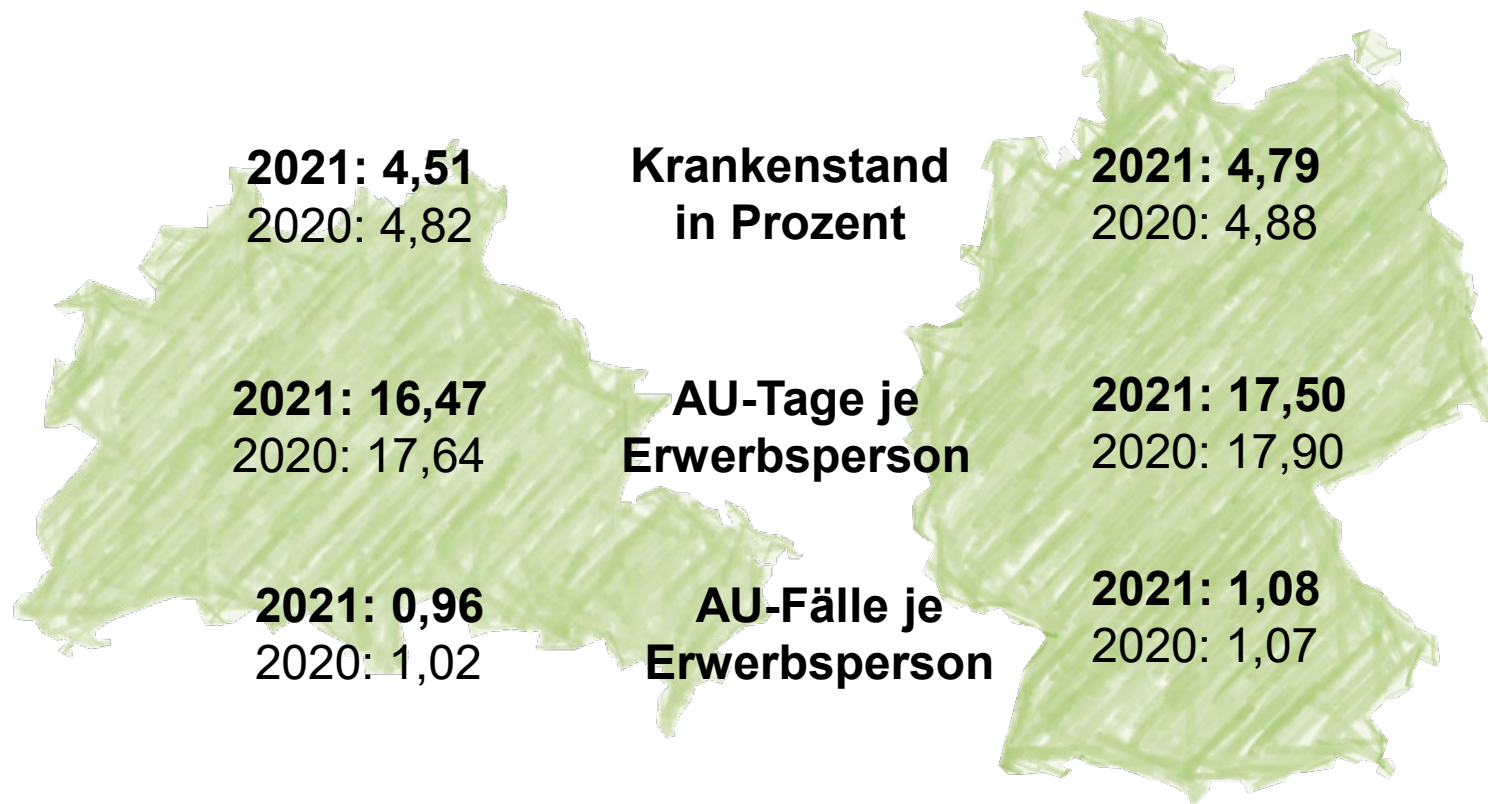 2021: 4,51
2020: 4,82
Krankenstand
in Prozent
2021: 4,79
2020: 4,88
2021: 16,47
2020: 17,64
AU-Tage je
Erwerbsperson
2021: 17,50
2020: 17,90
2021: 0,96
2020: 1,02
AU-Fälle je
Erwerbsperson
2021: 1,08
2020: 1,07